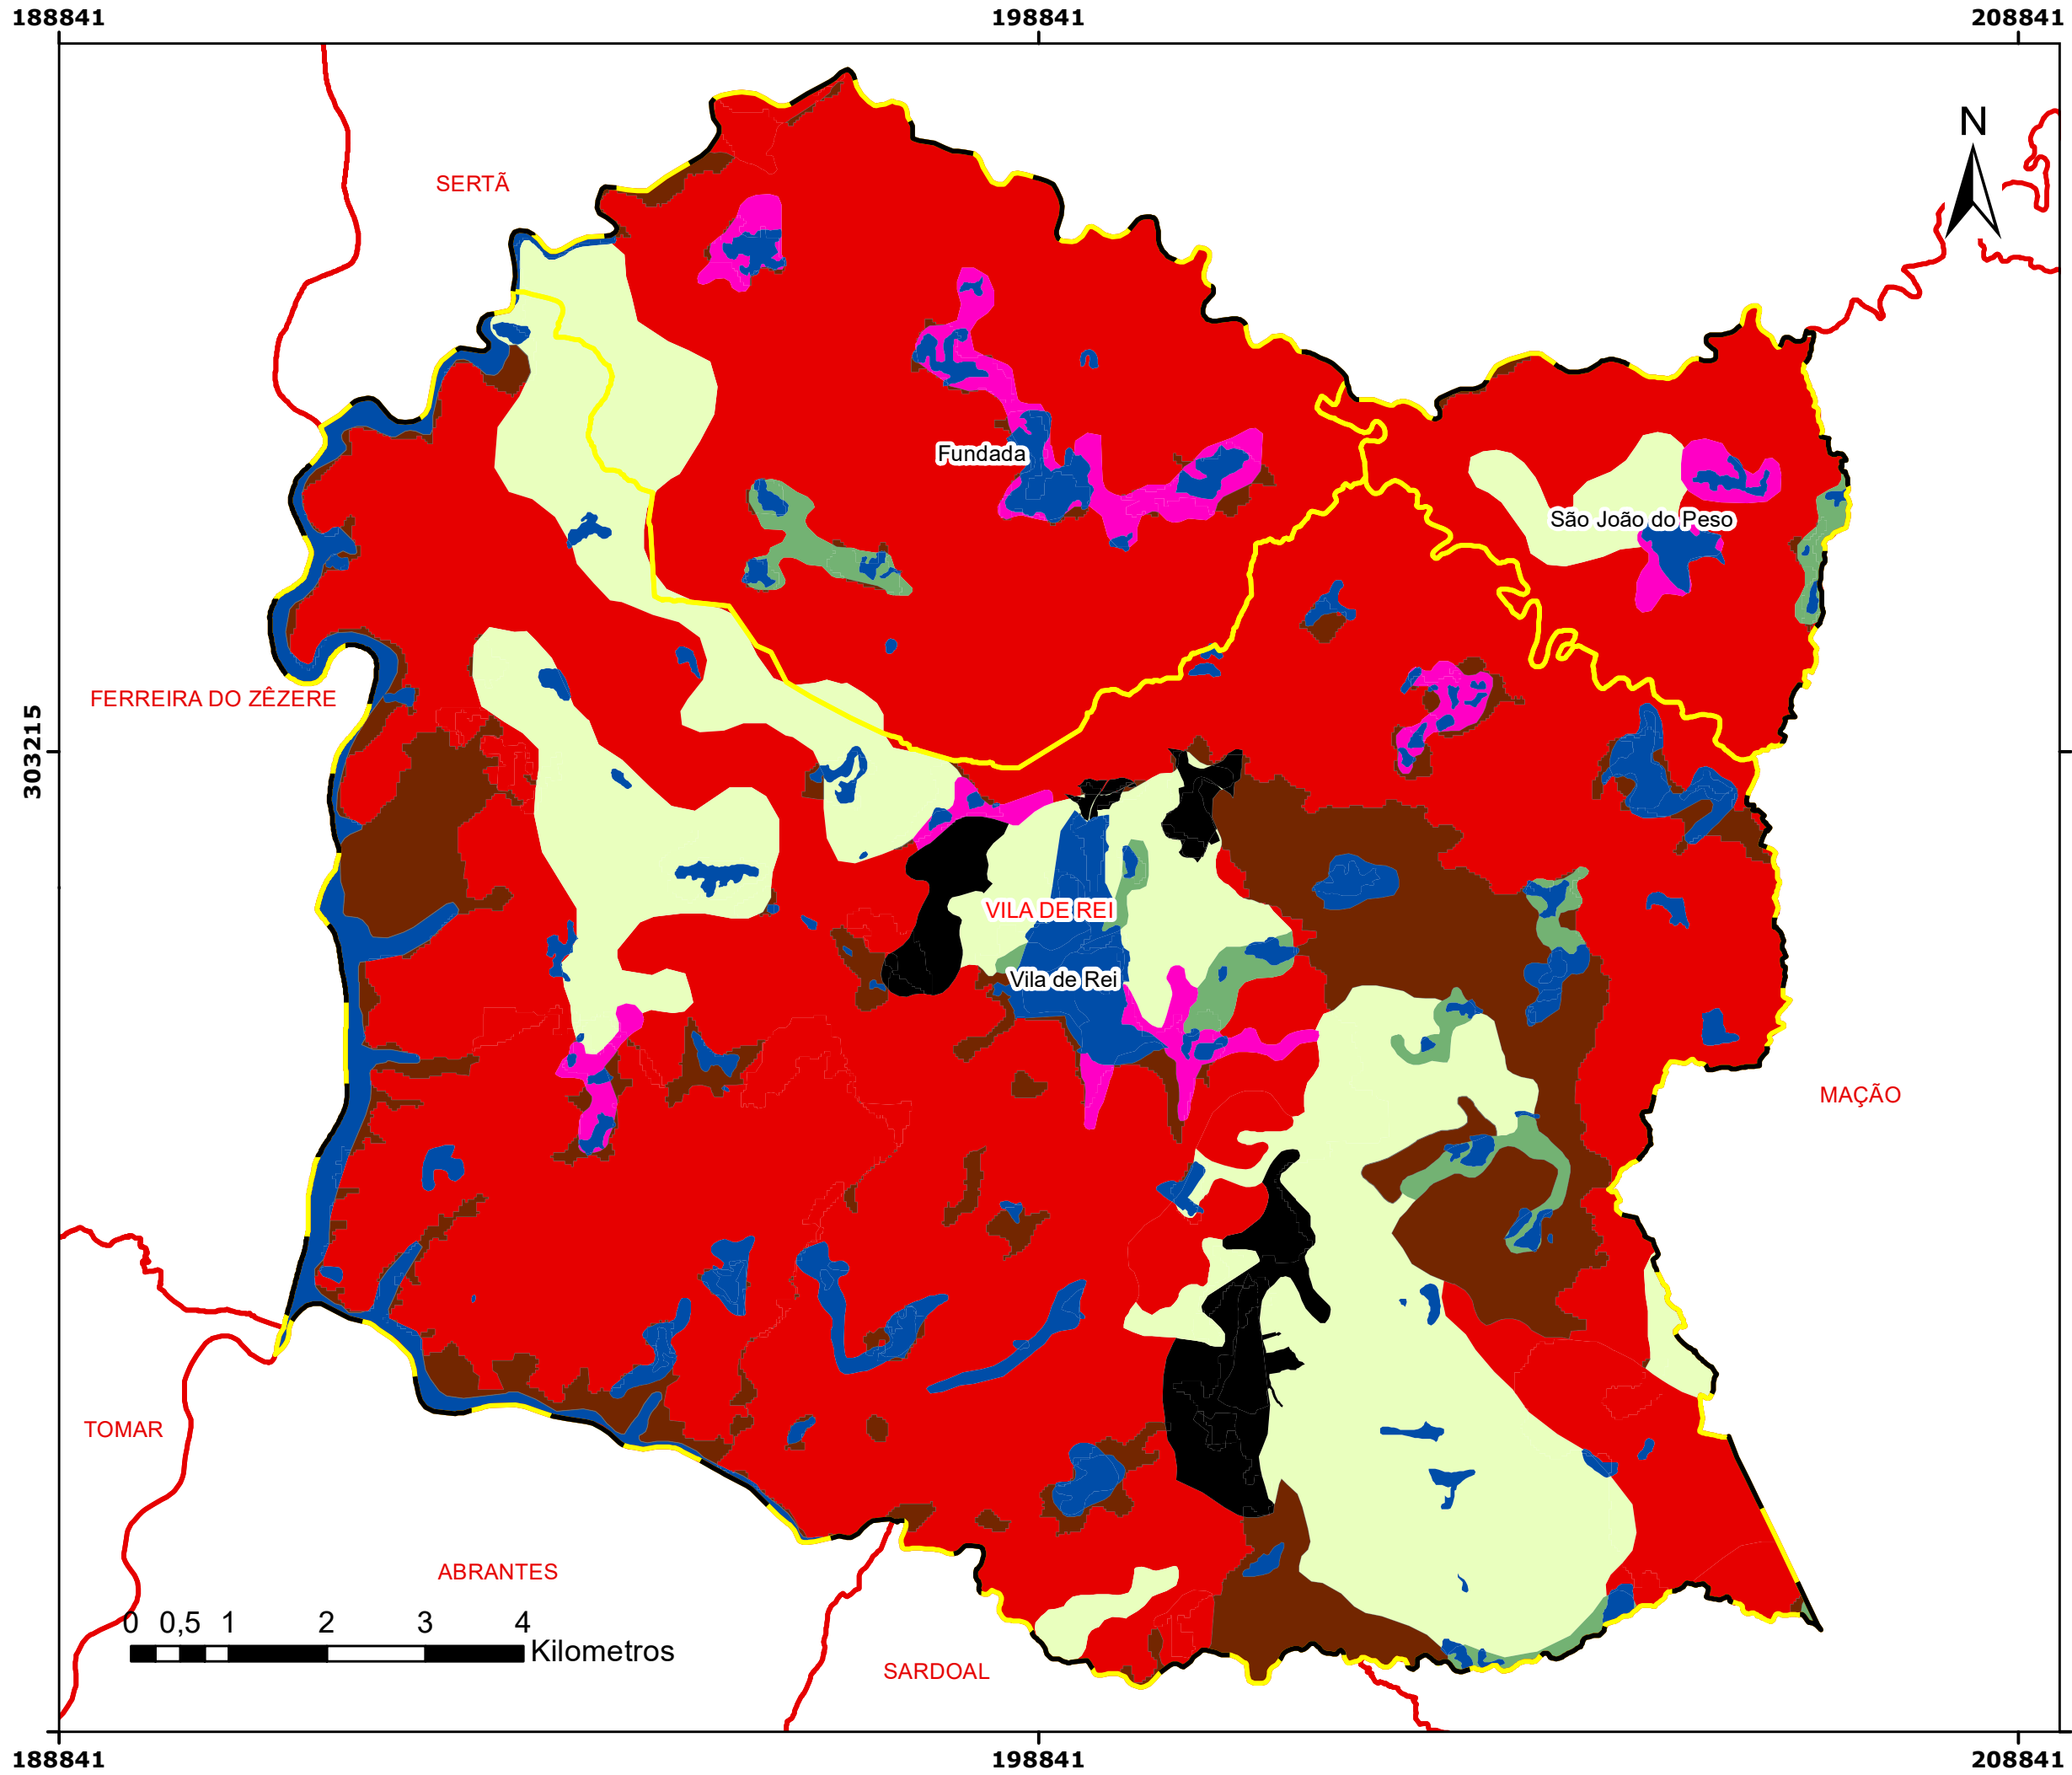 188841 198841 208841
N
SERTÃ
Fundada
São João do Peso
FERREIRA DO ZÊZERE
303215
VILA DE REI
Vila de Rei
MAÇÃO
TOMAR
ABRANTES
0 0,5 1 2 3 4
Kilometros
SARDOAL
188841 198841 208841